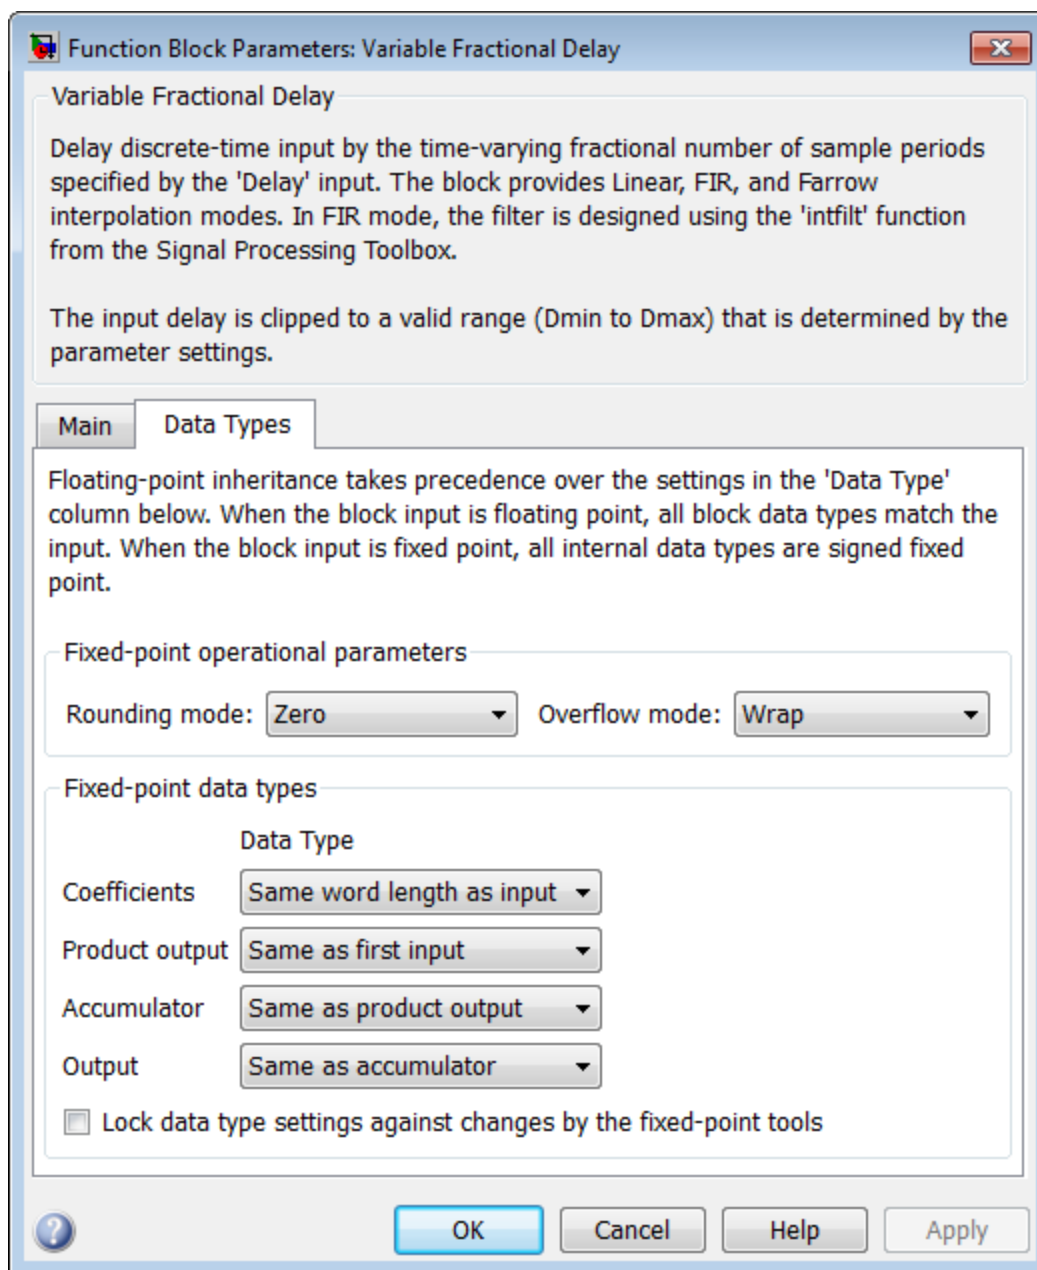 Function Block Parameters: Variable Fractional Delay
Variable Fractional Delay
Delay discrete-time input by the time-varying fractional number of sample periods
specified by the 'Delay' input. The block provides Linear, FIR, and Farrow
interpolation modes. In FIR mode, the filter is designed using the 'intfilt' function
from the Signal Processing Toolbox.
The input delay is clipped to a valid range (Dmin to Dmax) that is determined by the
parameter settings.
Main Data Types
Floating-point inheritance takes precedence over the settings in the 'Data Type'
column below. When the block input is floating point, all block data types match the
input. When the block input is fixed point, all internal data types are signed fixed
point.
Fixed-point operational parameters
Rounding mode: Zero Overflow mode: Wrap
Fixed-point data types
Data Type
Coefficients Same word length as input
Product output Same as first input
Accumulator Same as product output
Output Same as accumulator
Lock data type settings against changes by the fixed-point tools
? OK Cancel Help Apply